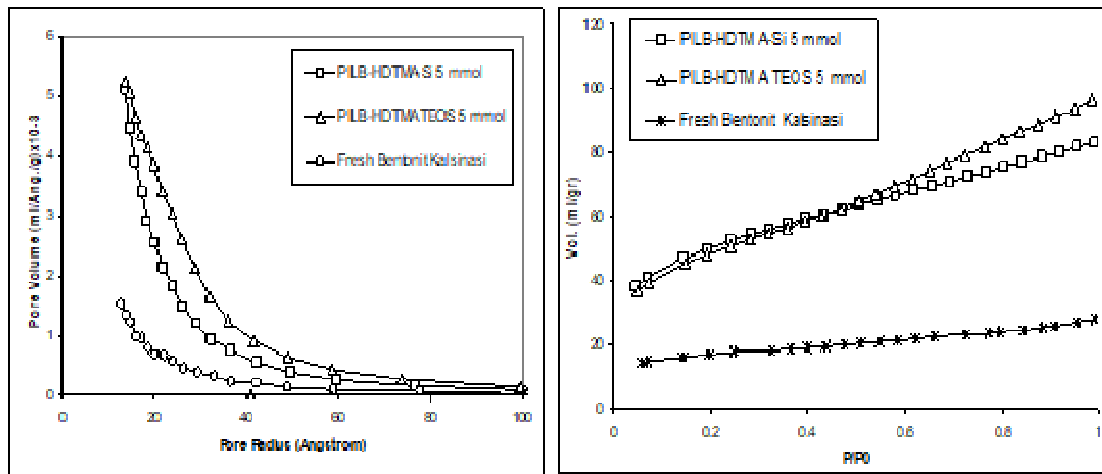 6
5
4
3
2
1
0
Pore Volume (ml/Ang./g)x10-3
PILB-HDTMASi 5 mmol
PILB-HDTMATEOS 5 mmol
Fresh Bentonit Kalsinasi
0 20 40 60 80 100
Pore Radius (Angstrom)
120
100
80
60
40
20
0
Vol. (ml/gr)
PILB-HDTMA-Si 5 mmol
PILB-HDTMA TEOS 5 mmol
Fresh Bentonit Kalsinasi
0 0.2 0.4 0.6 0.8 1
P/P0